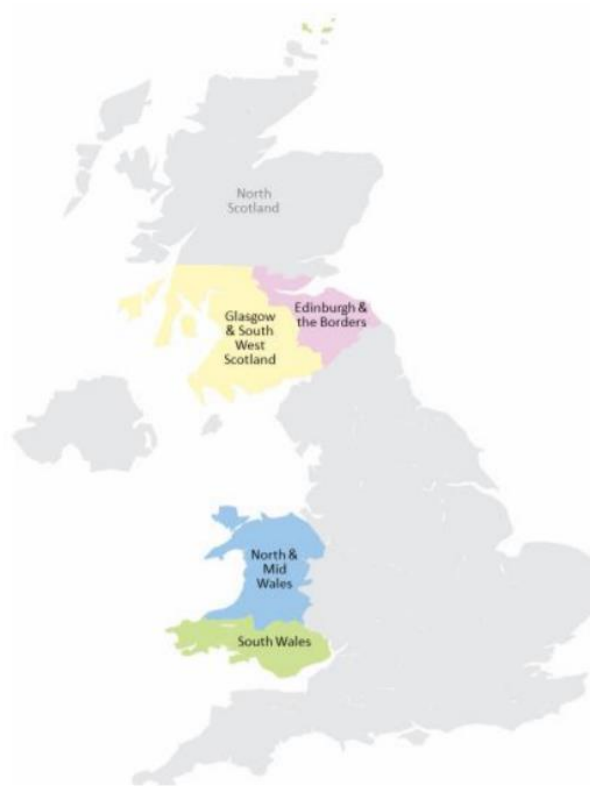 North
Scotland
Edinburgh &
the Borders
Glasgow
& South
West
Scotland
North &
Mid
Wales
South Wales